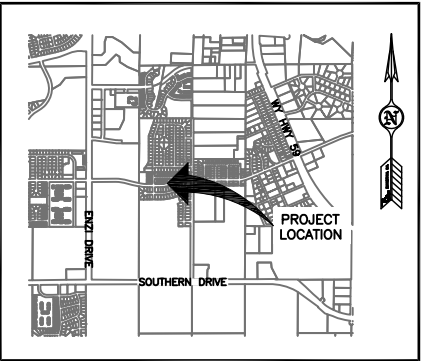 WY HWY 59
N
PROJECT
LOCATION
ENZI DRIVE
SOUTHERN DRIVE